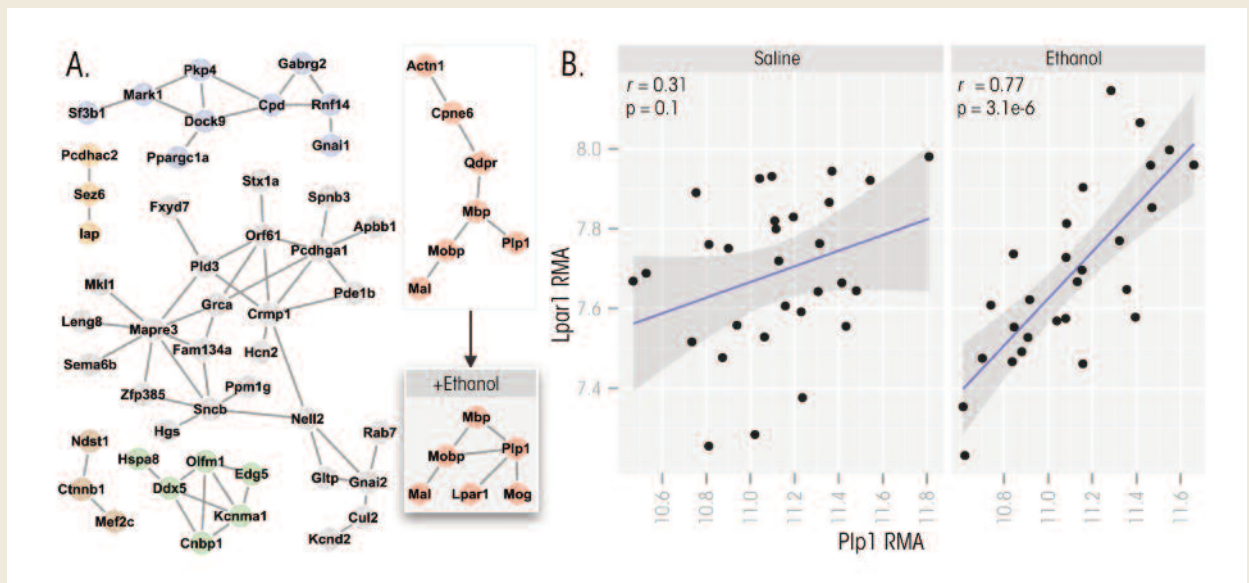 A.
Pkp4
Gabrg2
Mark1
Sf3b1
Cpd
Rnf14
Dock9
Ppargc1a
Gnai1
Pcdhac2
Sez6
Iap
Stx1a
Spnb3
Fxyd7
Orf61
Apbb1
Pcdhga1
Pld3
Mkl1
Grca
Crmp1
Pde1b
Leng8
Mapre3
Fam134a
Hcn2
Sema6b
Zfp385
Ppm1g
Sncb
Hgs
Nell2
Rab7
Gltp
Gnai2
Cul2
Kcnd2
Ndst1
Ctnnb1
Mef2c
Hspa8
Olfm1
Edg5
Ddx5
Kcnma1
Cnbp1
Actn1
Cpne6
Qdpr
Mbp
Plp1
Mobp
Mal
+Ethanol
Mbp
Plp1
Mobp
Mal
Lpar1
Mog
B.
Saline
Ethanol
r = 0.31
p = 0.1
r = 0.77
p = 3.1e-6
Lpar1 RMA
8.0
7.8
7.6
7.4
10.6
10.8
11.0
11.2
11.4
11.6
11.8
10.8
11.0
11.2
11.4
11.6
Plp1 RMA